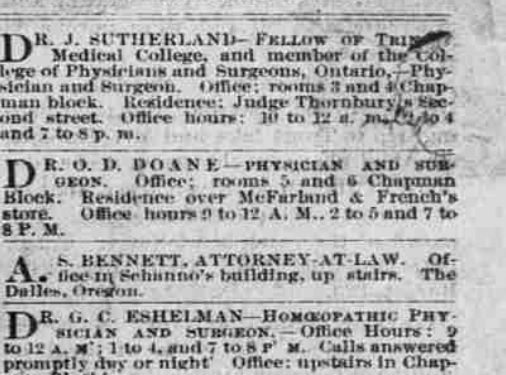 DR. J. SUTHERLAND—FELLOW OF
Medical College, and member of the Col-
lege of Physicians and Surgeons, Ontario, Phy-
sician and Surgeon. Office; rooms 3 and 4 Chap-
man block. Residence; Judge Thornbury's Sec-
ond street. Office hours; 10 to 12 a. m., 2 to 4
and 7 to 8 p. m.
DR. O. D. DOANE—PHYSICIAN AND SUR-
GEON. Office; rooms 5 and 6 Chapman
Block. Residence over McFarland & French's
store. Office hours 9 to 12 A. M., 2 to 5 and 7 to
8 P. M.
A. S. BENNETT, ATTORNEY-AT-LAW. Of-
fice in Schanno's building, up stairs. The
Dalles, Oregon.
DR. G. C. ESHELMAN—HOMŒOPATHIC PHY-
SICIAN AND SURGEON.—Office Hours: 9
to 12 A. M'; 1 to 4, and 7 to 8 P' M. Calls answered
promptly day or night' Office; upstairs in Chap-